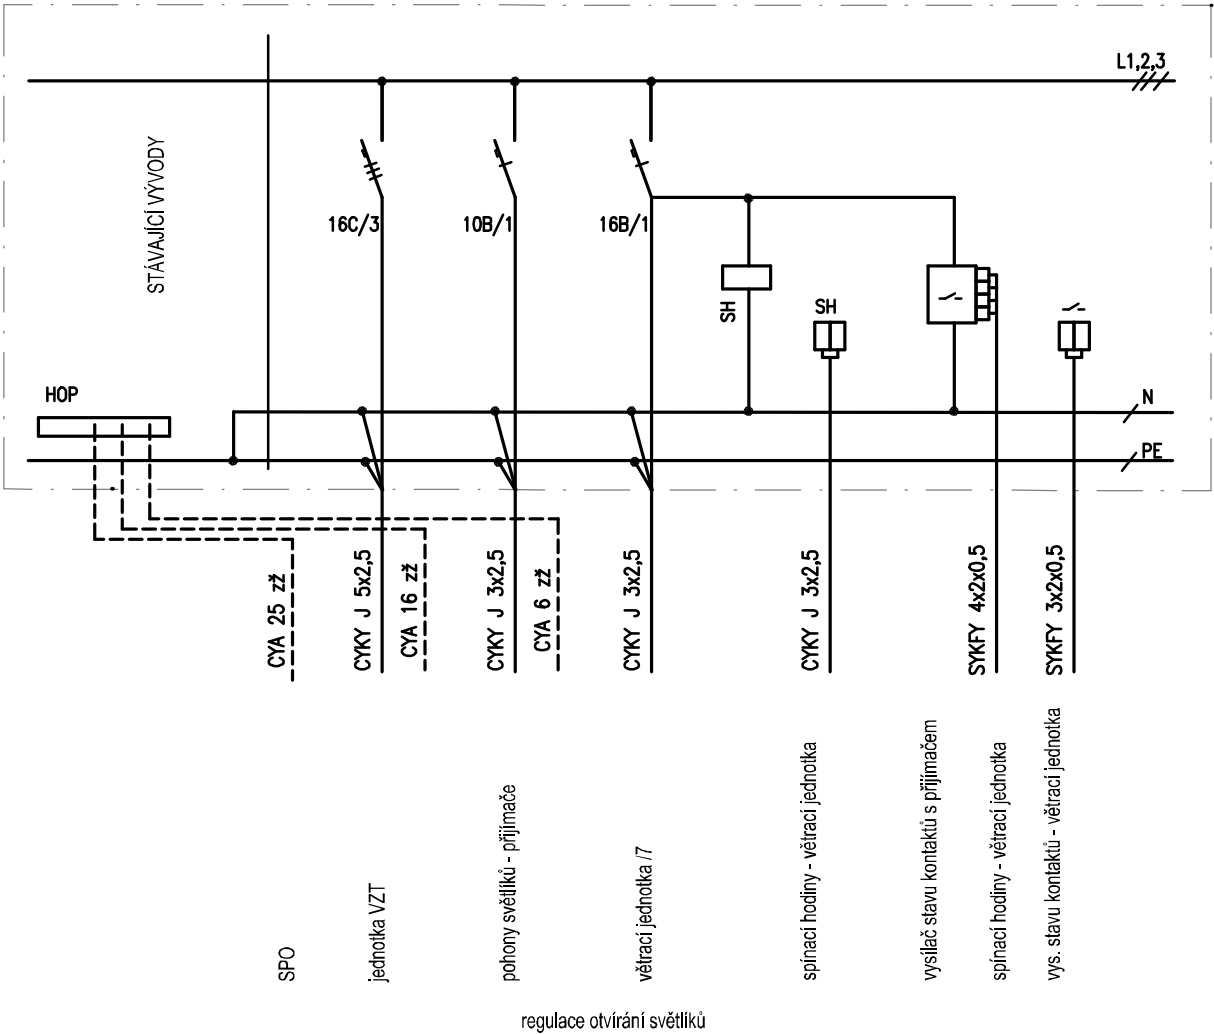 L1,2,3
STÁVAJÍCÍ VÝVODY
16C/3
10B/1
16B/1
SH
SH
HOP
N
PE
CYA 25 zž
CYKY J 5x2,5
CYA 16 zž
CYKY J 3x2,5
CYA 6 zž
CYKY J 3x2,5
CYKY J 3x2,5
SYKFY 4x2x0,5
SYKFY 3x2x0,5
SPO
jednotka VZT
pohony světlíků - přijímače
větrací jednotka /7
spínací hodiny - větrací jednotka
vysílač stavu kontaktů s přijímačem
spínací hodiny - větrací jednotka
vys. stavu kontaktů - větrací jednotka
regulace otvírání světlíků